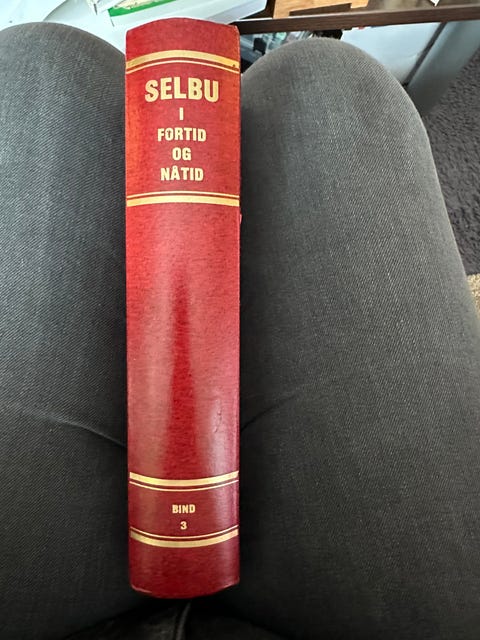 SELBU
I
FORTID
OG
NÅTID
BIND
3